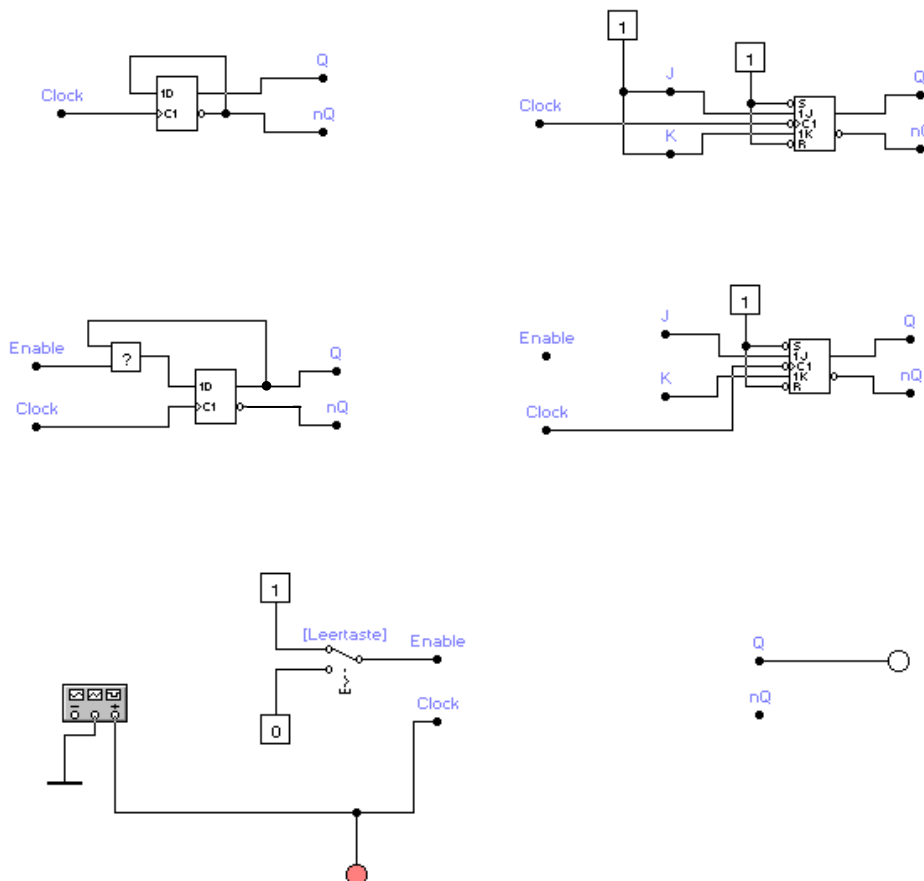 1
J
1
Q
Clock
1D
C1
Q
nQ
Clock
S
1J
C1
1K
R
K
nQ
Enable
?
1D
C1
Clock
Q
nQ
1
J
Enable
K
Clock
S
1J
C1
1K
R
Q
nQ
1
[Leertaste]
Enable
0
Clock
Q
nQ